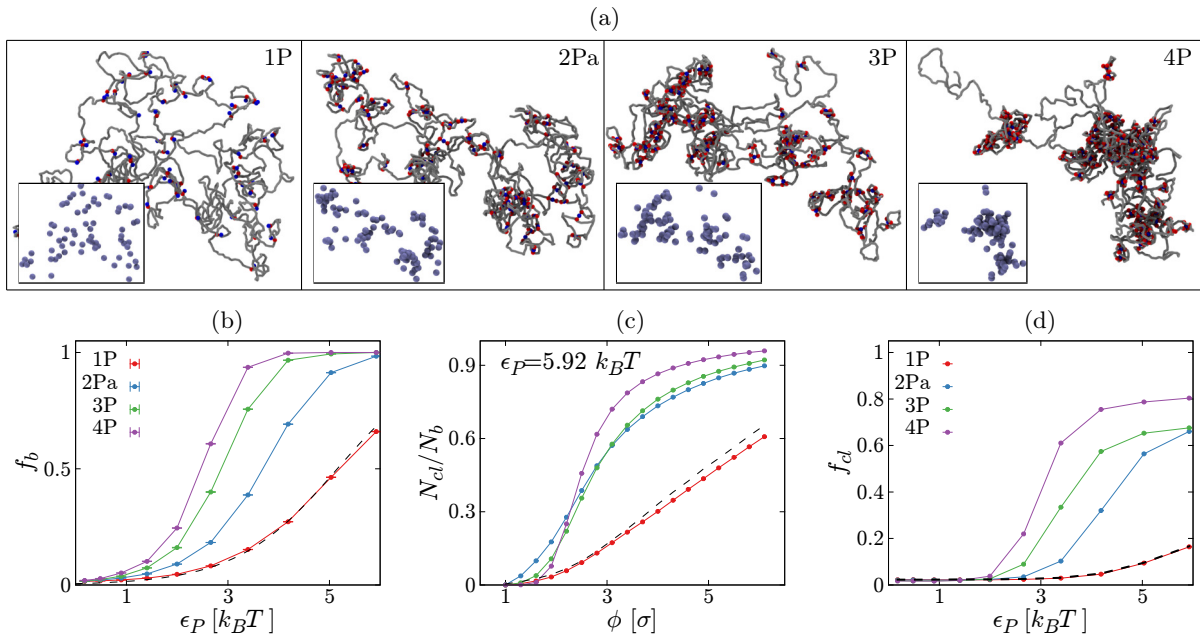 (a)
1P
2Pa
3P
4P
(b)
1
0.5
0
f_b
1P
2Pa
3P
4P
1 3 5
ϵ_P [k_BT]
(c)
0.9
0.6
0.3
0
N_cl/N_b
ϵ_P=5.92 k_BT
1 3 5
ϕ [σ]
(d)
1
0.8
0.6
0.4
0.2
0
f_cl
1P
2Pa
3P
4P
1 3 5
ϵ_P [k_BT]